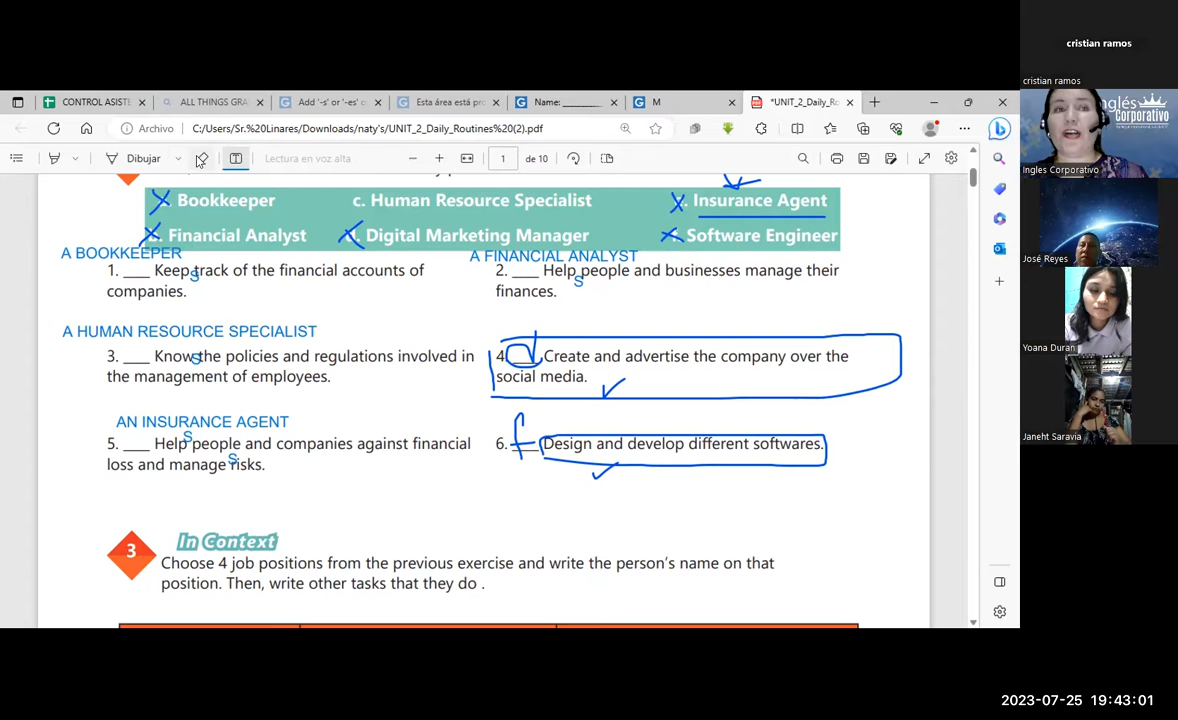 cristian ramos
cristian ramos
CONTROL ASISTE
ALL THINGS GRA
Add '-s' or '-es' o
Esta área está pro
Name: _______
M
*UNIT_2_Daily_Ro
Archivo
C:/Users/Sr.%20Linares/Downloads/naty's/UNIT_2_Daily_Routines%20(2).pdf
Inglés
Corporativo
Ingles Corporativo
Dibujar
Lectura en voz alta
1
de 10
Bookkeeper
c. Human Resource Specialist
Insurance Agent
Financial Analyst
Digital Marketing Manager
Software Engineer
A BOOKKEEPER
A FINANCIAL ANALYST
1. ___ Keep track of the financial accounts of
s
companies.
2. ___ Help people and businesses manage their
s
finances.
José Reyes
A HUMAN RESOURCE SPECIALIST
3. ___ Know the policies and regulations involved in
s
the management of employees.
4. d Create and advertise the company over the
social media.
Yoana Duran
AN INSURANCE AGENT
s
5. ___ Help people and companies against financial
s
loss and manage risks.
6. f Design and develop different softwares.
Janeht Saravia
3
In Context
Choose 4 job positions from the previous exercise and write the person's name on that
position. Then, write other tasks that they do .
2023-07-25 19:43:01